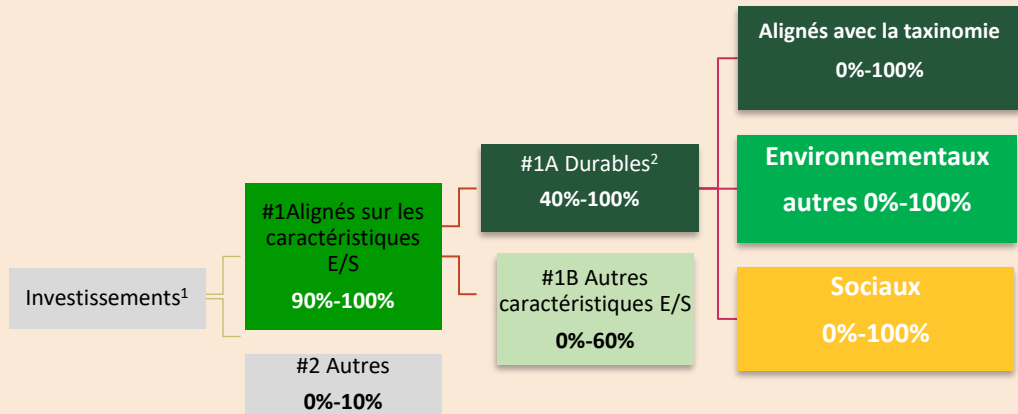 Investissements1
#1Alignés sur les
caractéristiques
E/S
90%-100%
#2 Autres
0%-10%
#1A Durables2
40%-100%
#1B Autres
caractéristiques E/S
0%-60%
Alignés avec la taxinomie
0%-100%
Environnementaux
autres 0%-100%
Sociaux
0%-100%